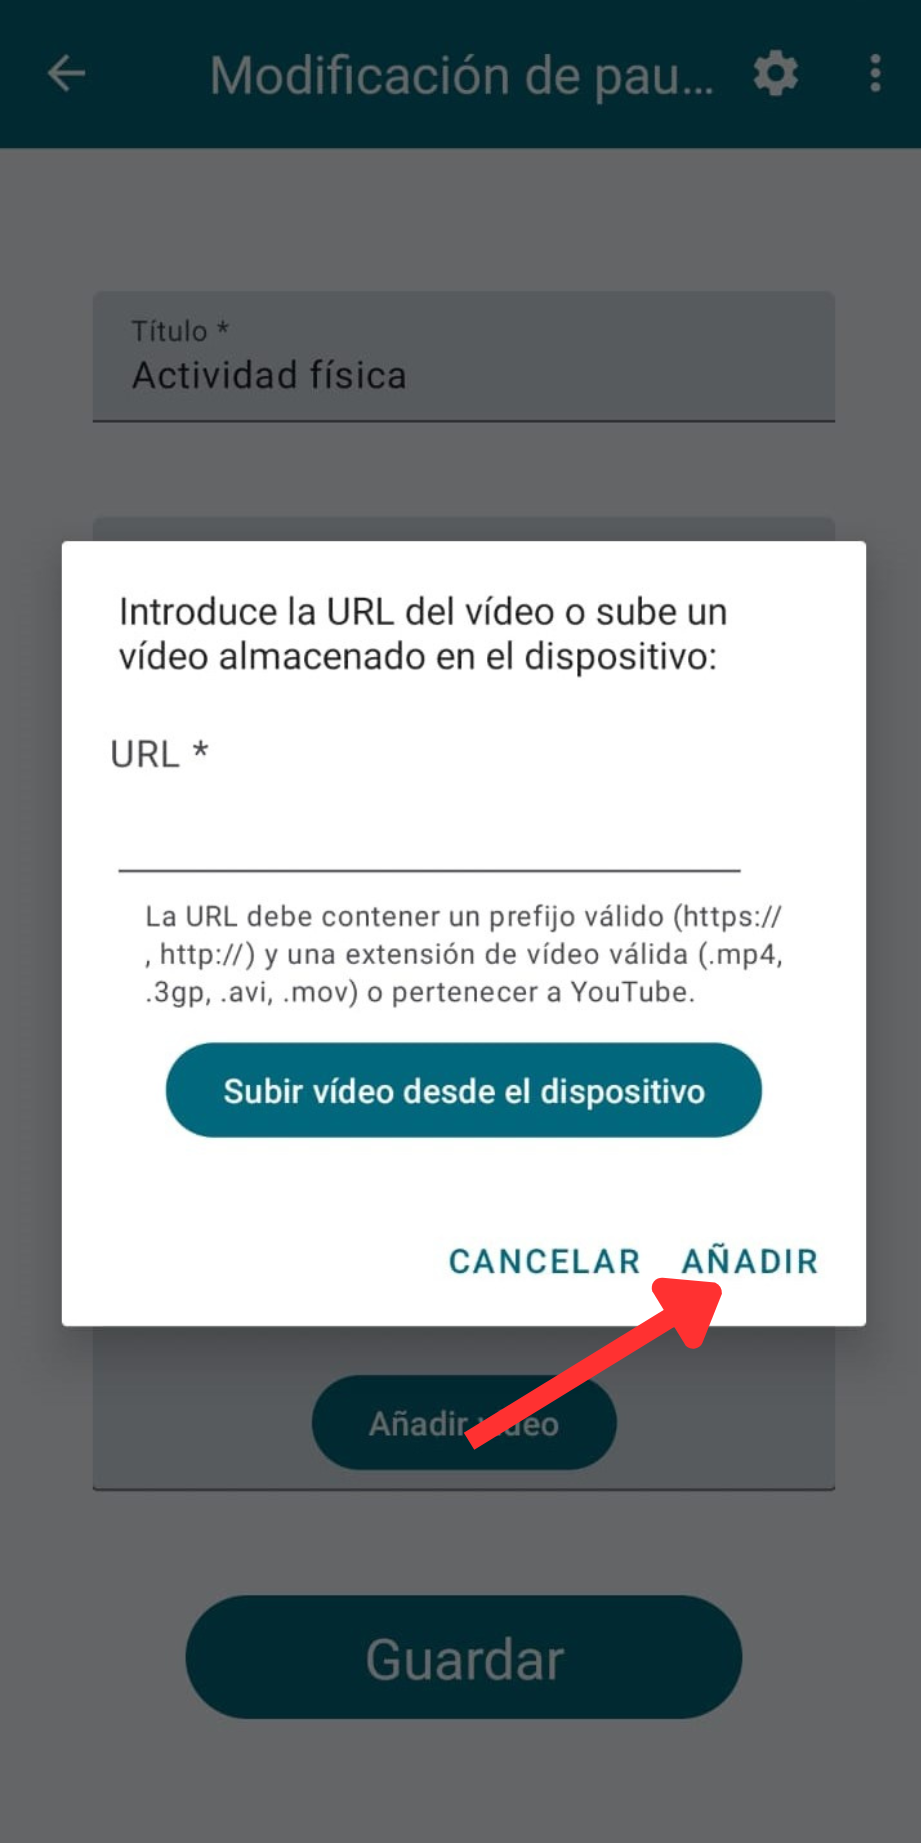 Modificación de pau...
Título *
Actividad física
Introduce la URL del vídeo o sube un
vídeo almacenado en el dispositivo:
URL *
La URL debe contener un prefijo válido (https://
, http://) y una extensión de vídeo válida (.mp4,
.3gp, .avi, .mov) o pertenecer a YouTube.
Subir vídeo desde el dispositivo
CANCELAR AÑADIR
Añadir vídeo
Guardar